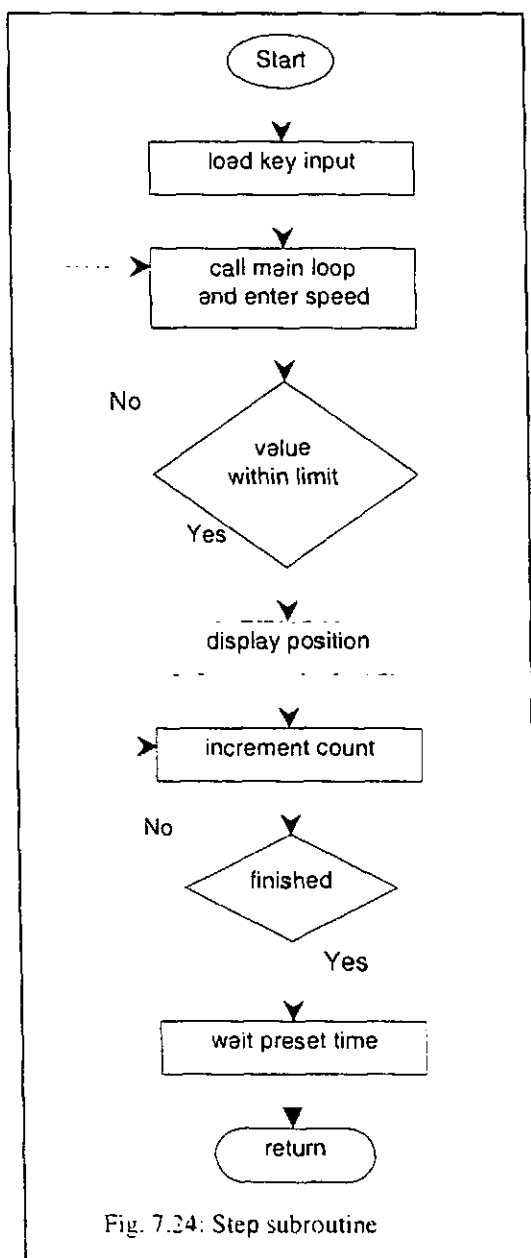 Start
load key input
call main loop
and enter speed
No
value
within limit
Yes
display position
increment count
No
finished
Yes
wait preset time
return
Fig. 7.24: Step subroutine